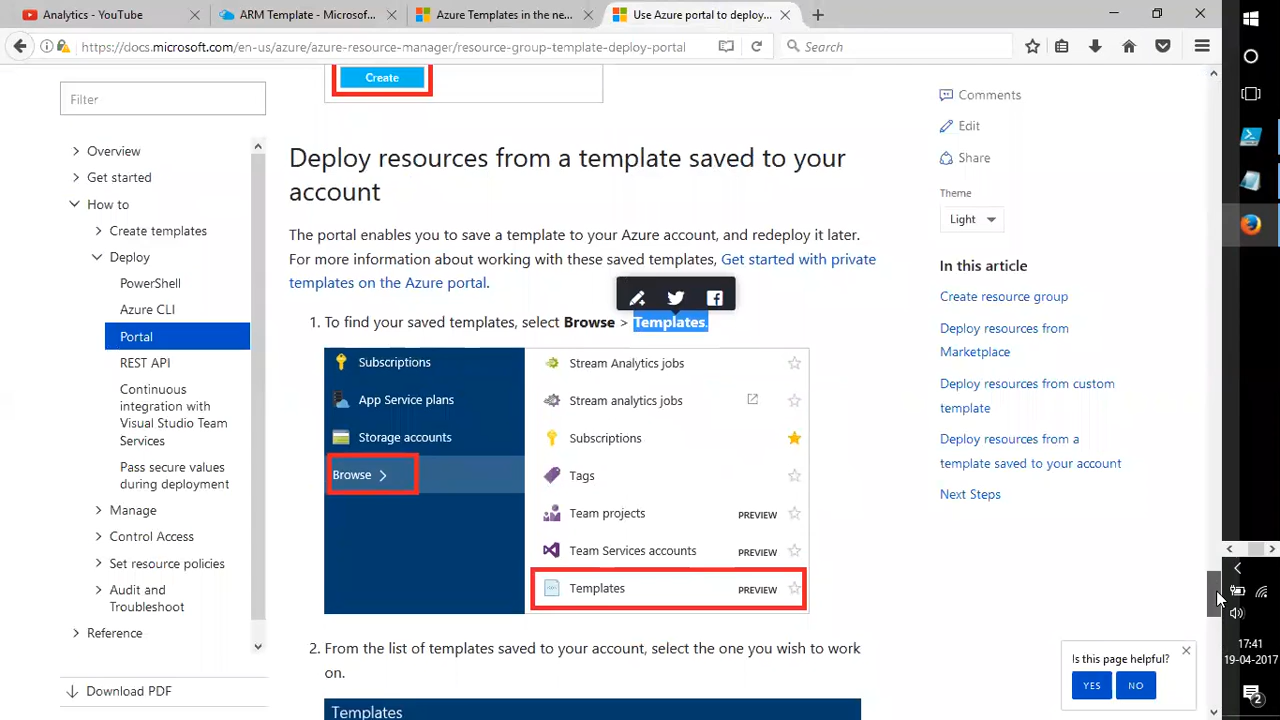 Analytics - YouTube
ARM Template - Microsoft
Azure Templates in the ne...
Use Azure portal to deploy...
https://docs.microsoft.com/en-us/azure/azure-resource-manager/resource-group-template-deploy-portal
Search
Filter
Overview
Get started
How to
Create templates
Deploy
PowerShell
Azure CLI
Portal
REST API
Continuous
integration with
Visual Studio Team
Services
Pass secure values
during deployment
Manage
Control Access
Set resource policies
Audit and
Troubleshoot
Reference
Download PDF
Create
Deploy resources from a template saved to your
account
The portal enables you to save a template to your Azure account, and redeploy it later.
For more information about working with these saved templates, Get started with private
templates on the Azure portal.
1. To find your saved templates, select Browse > Templates.
Subscriptions
App Service plans
Storage accounts
Browse
Stream Analytics jobs
Stream analytics jobs
Subscriptions
Tags
Team projects PREVIEW
Team Services accounts PREVIEW
Templates PREVIEW
2. From the list of templates saved to your account, select the one you wish to work
on.
Templates
Comments
Edit
Share
Theme
Light
In this article
Create resource group
Deploy resources from
Marketplace
Deploy resources from custom
template
Deploy resources from a
template saved to your account
Next Steps
Is this page helpful?
YES NO
17:41
19-04-2017
2